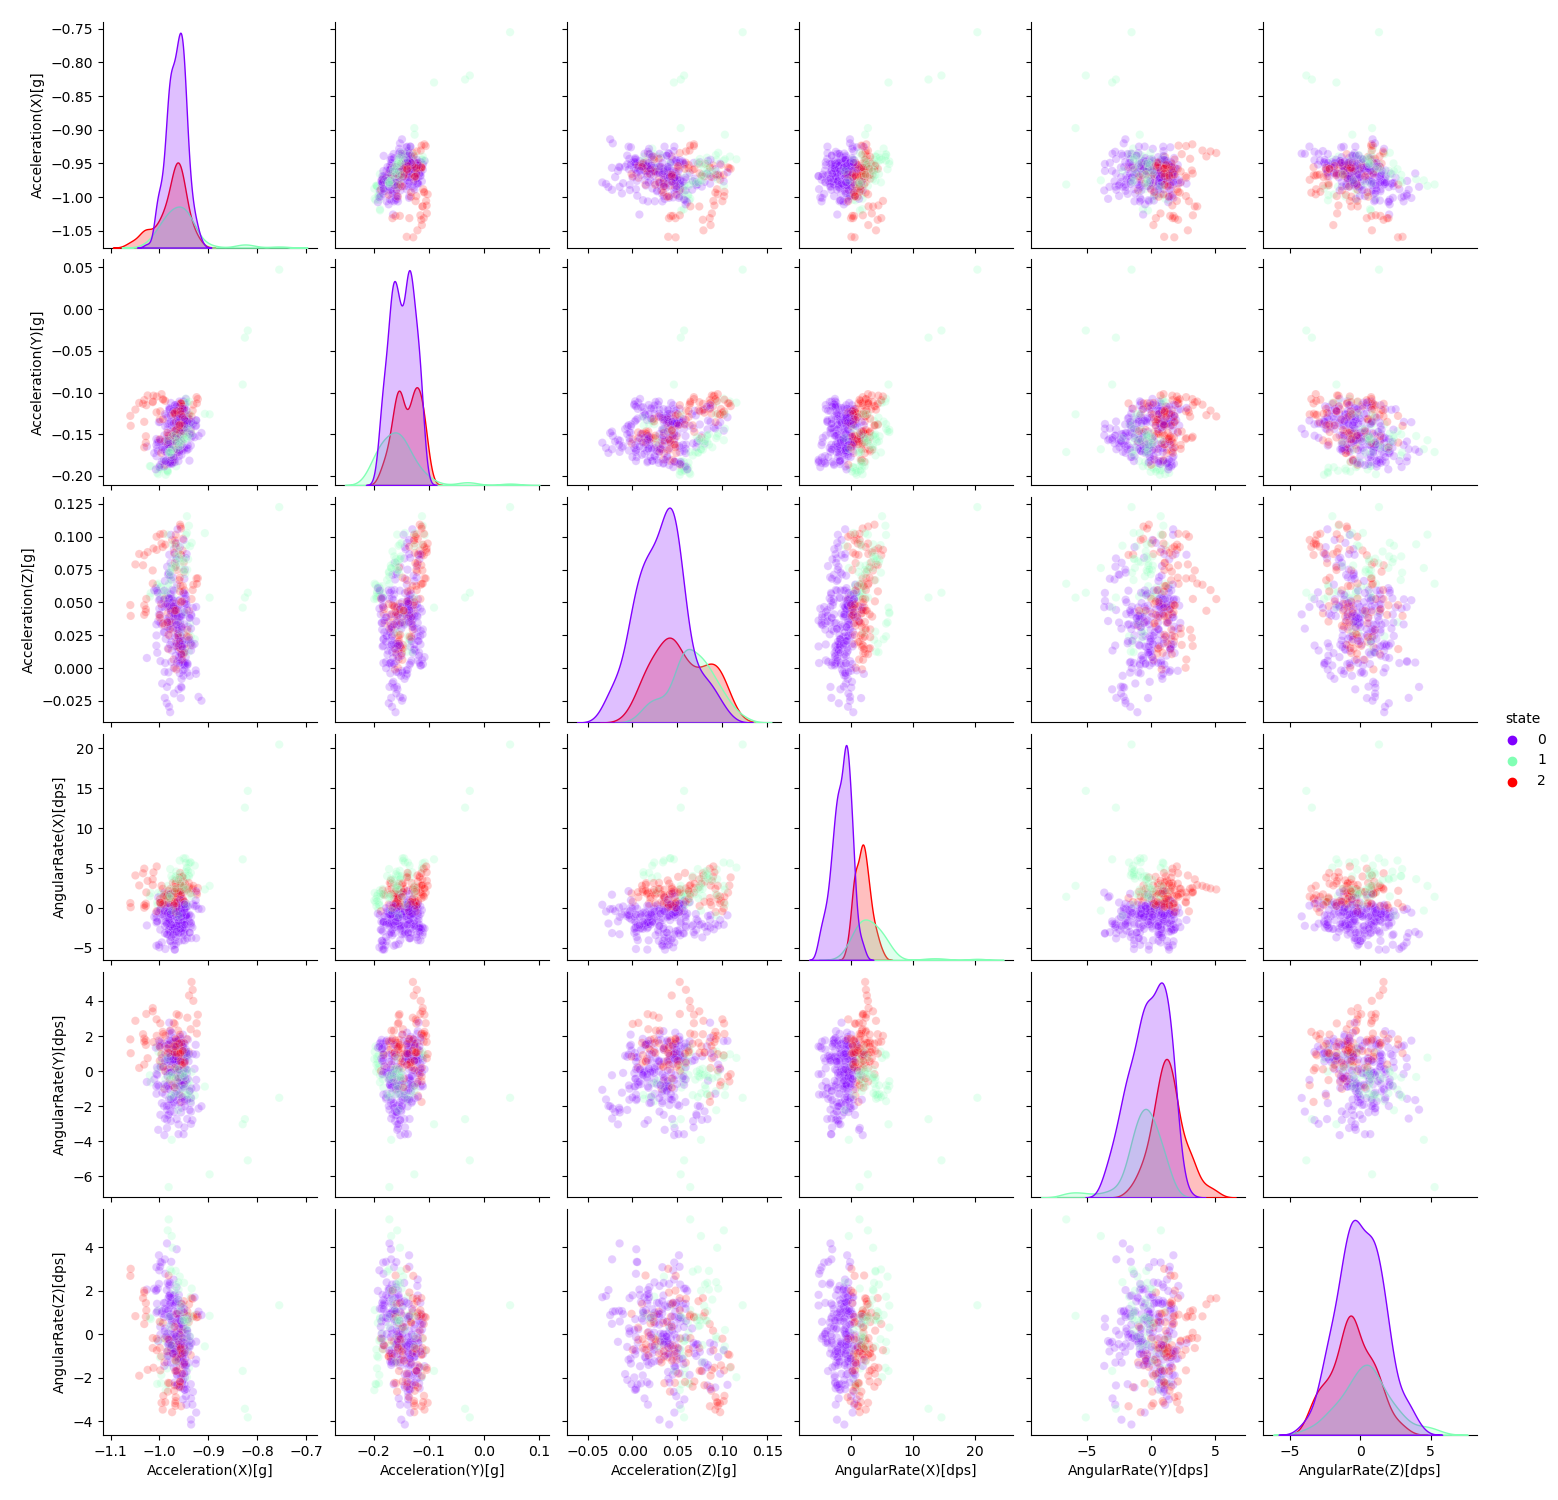 −0.75
−0.80
−0.85
−0.90
−0.95
−1.00
−1.05
Acceleration(X)[g]
0.05
0.00
−0.05
−0.10
−0.15
−0.20
Acceleration(Y)[g]
0.125
0.100
0.075
0.050
0.025
0.000
−0.025
Acceleration(Z)[g]
20
15
10
5
0
−5
AngularRate(X)[dps]
4
2
0
−2
−4
−6
AngularRate(Y)[dps]
4
2
0
−2
−4
AngularRate(Z)[dps]
−1.1 −1.0 −0.9 −0.8 −0.7
Acceleration(X)[g]
−0.2 −0.1 0.0 0.1
Acceleration(Y)[g]
−0.05 0.00 0.05 0.10 0.15
Acceleration(Z)[g]
0 10 20
AngularRate(X)[dps]
−5 0 5
AngularRate(Y)[dps]
−5 0 5
AngularRate(Z)[dps]
state
0
1
2